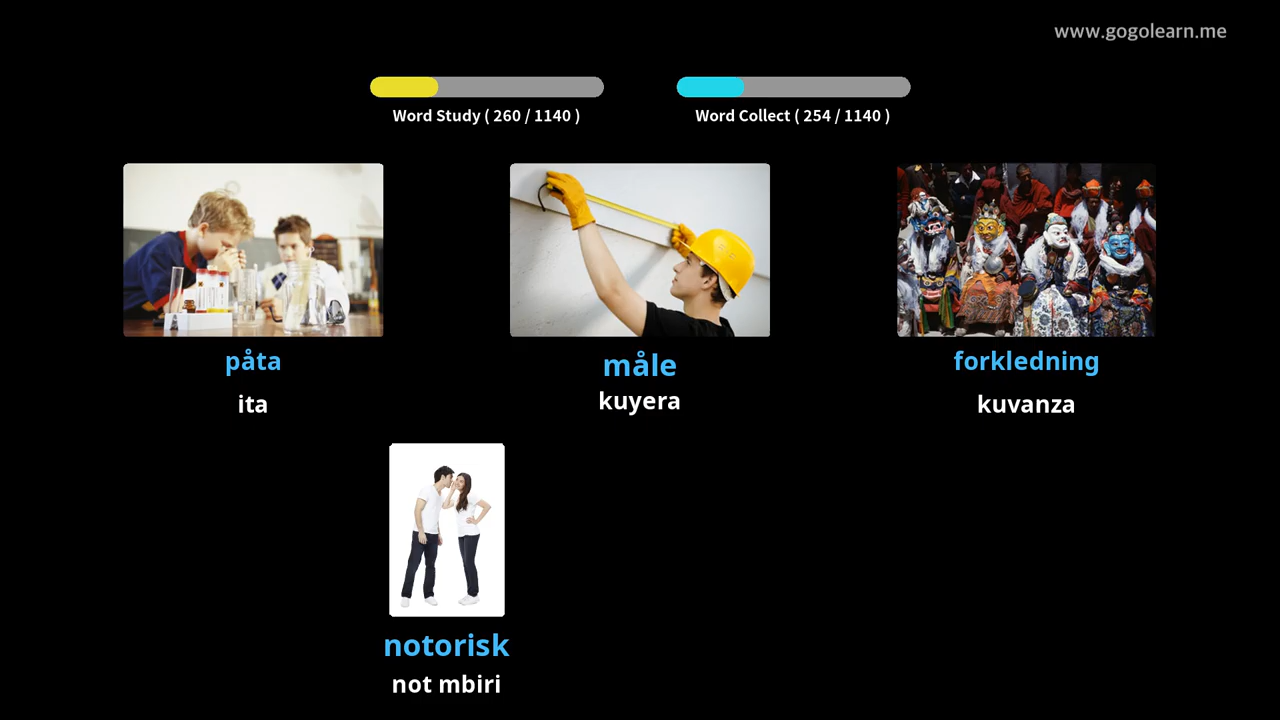 www.gogolearn.me
Word Study ( 260 / 1140 )
Word Collect ( 254 / 1140 )
påta
ita
måle
kuyera
forkledning
kuvanza
notorisk
not mbiri